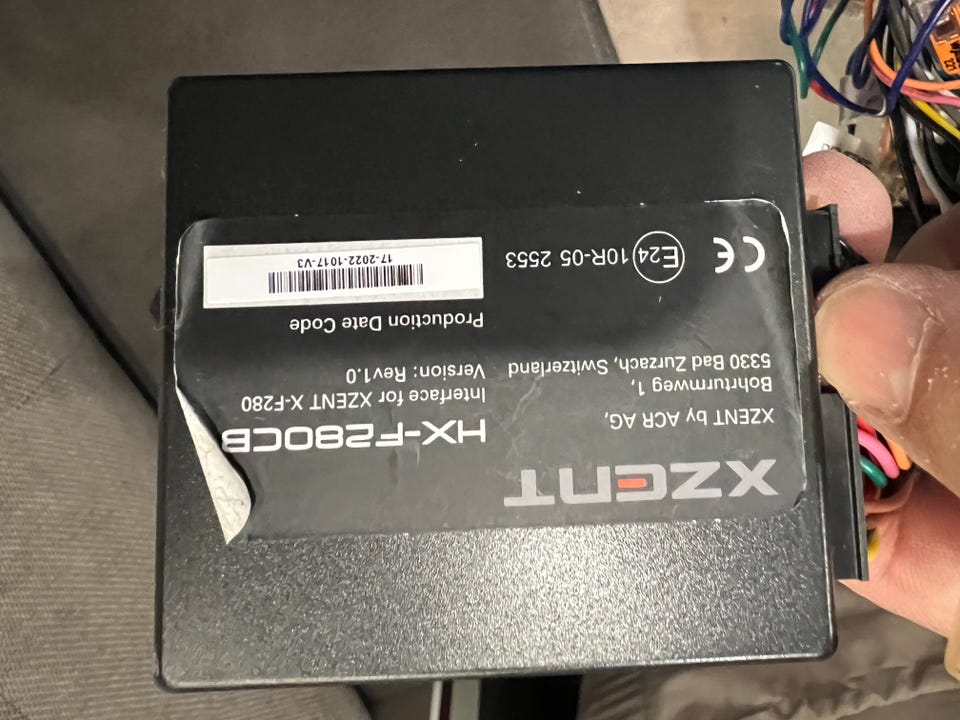 XZENT
XZENT by ACR AG,
Bohrturmweg 1,
5330 Bad Zurzach, Switzerland
CE E24 10R-05 2553
HX-F280CB
Interface for XZENT X-F280
Version: Rev1.0
Production Date Code
17-2022-1017-V3